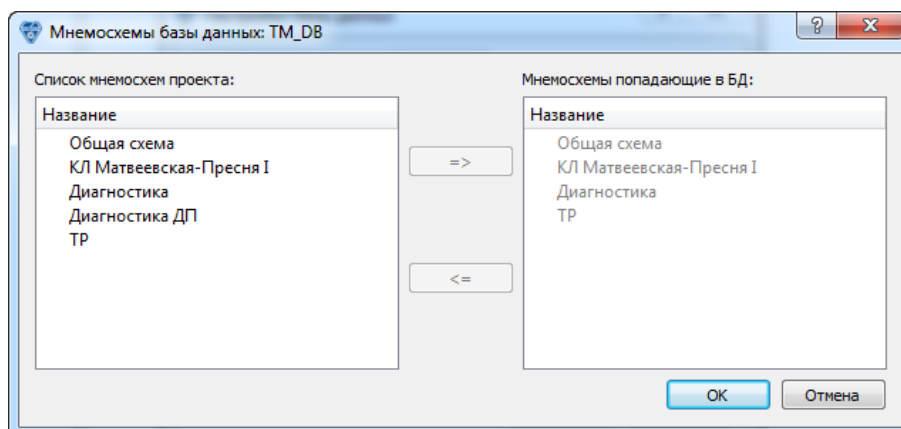 Мнемосхемы базы данных: TM_DB
Список мнемосхем проекта:
Название
Общая схема
КЛ Матвеевская-Пресня I
Диагностика
Диагностика ДП
ТР
=>
<=
Мнемосхемы попадающие в БД:
Название
Общая схема
КЛ Матвеевская-Пресня I
Диагностика
ТР
OK
Отмена